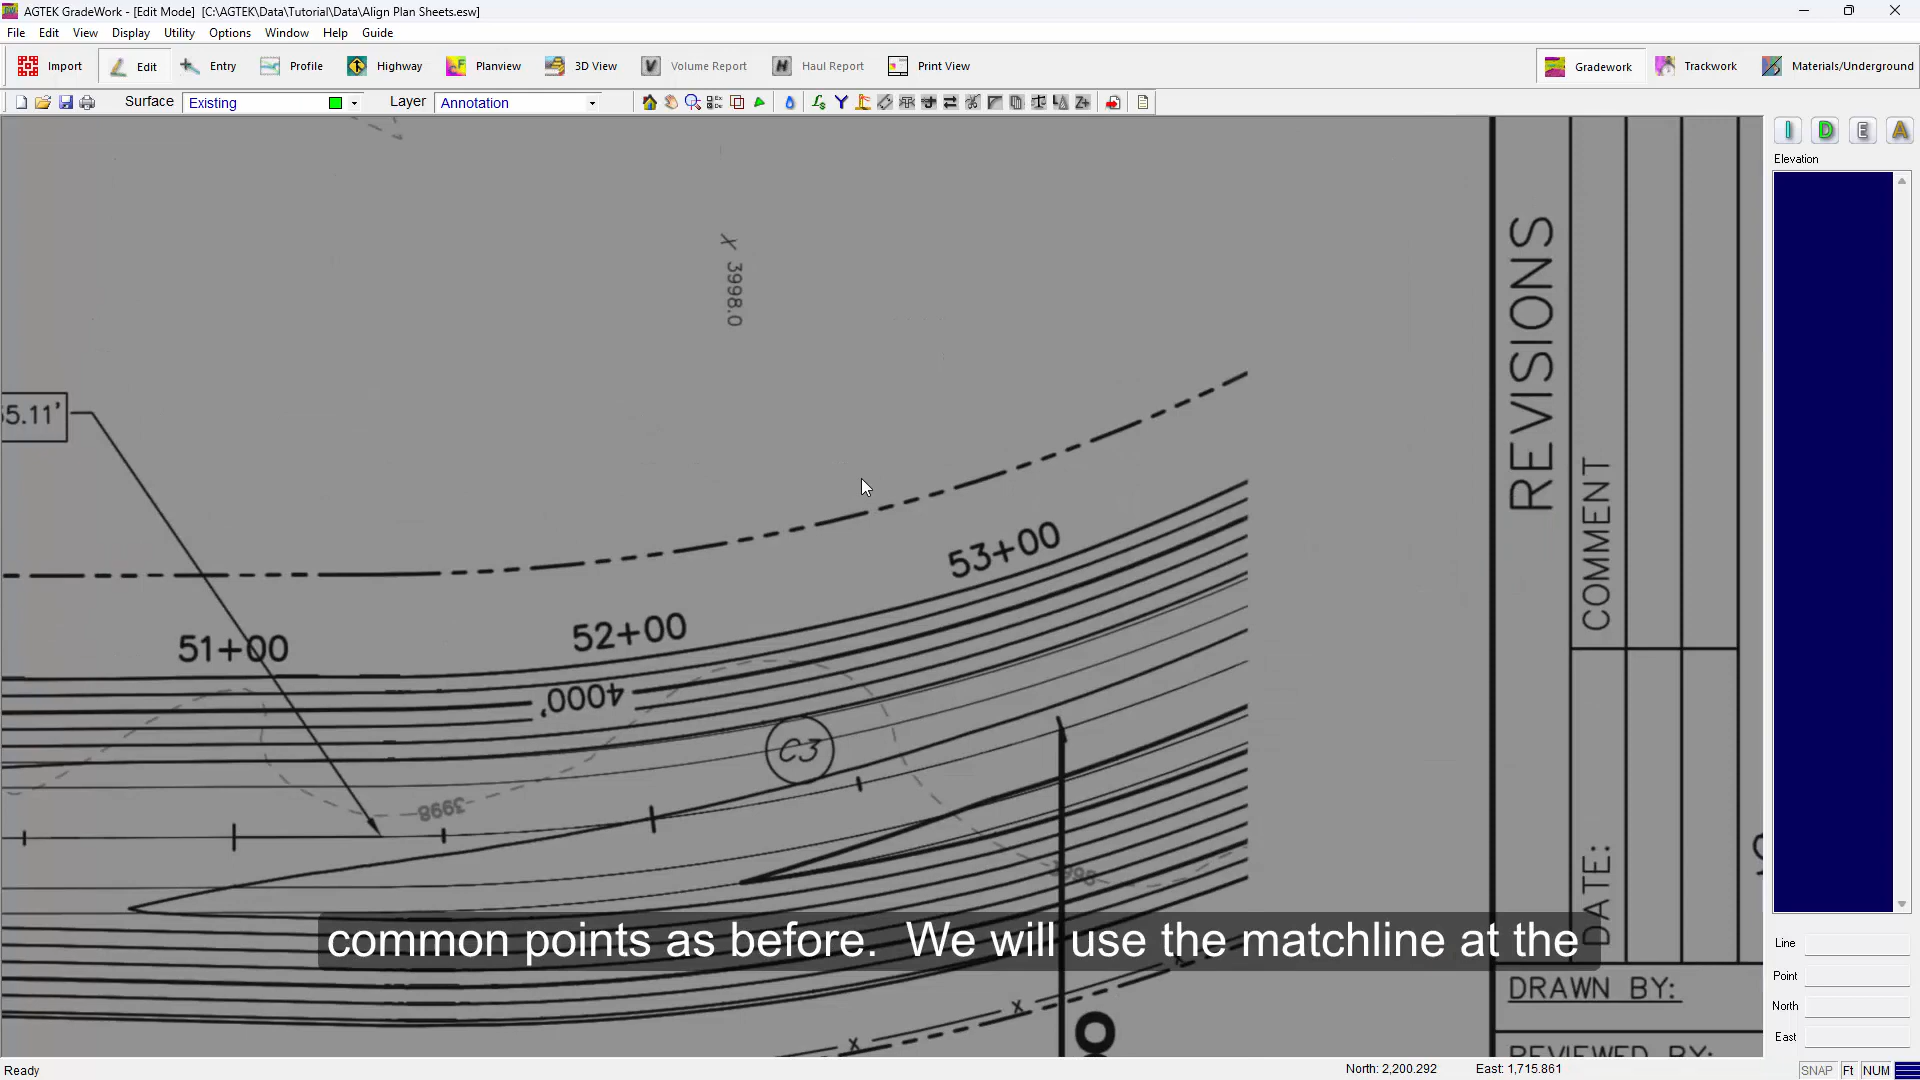 AGTEK GradeWork - [Edit Mode]  [C:\AGTEK\Data\Tutorial\Data\Align Plan Sheets.esw]
File Edit View Display Utility Options Window Help Guide
Import Edit Entry Profile Highway Planview 3D View Volume Report Haul Report Print View Gradework Trackwork Materials/Underground
Surface Existing Layer Annotation
I D E A
Elevation
X 3998.0
REVISIONS
COMMENT
55.11'
53+00
52+00
51+00
4000'
C3
3998
3998
DATE:
common points as before.  We will use the matchline at the
Line
Point
DRAWN BY:
North
East
REVIEWED BY:
Ready North: 2,200.292 East: 1,715.861 SNAP Ft NUM